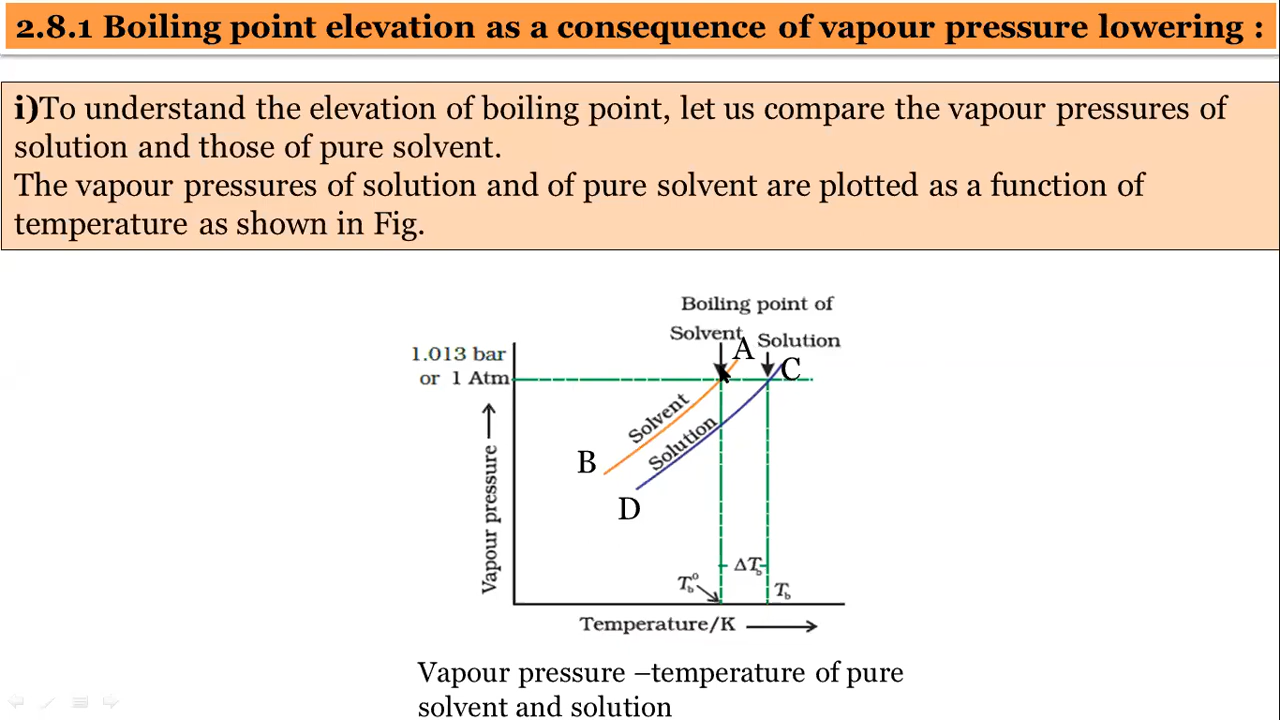 2.8.1 Boiling point elevation as a consequence of vapour pressure lowering :
i)To understand the elevation of boiling point, let us compare the vapour pressures of
solution and those of pure solvent.
The vapour pressures of solution and of pure solvent are plotted as a function of
temperature as shown in Fig.
Boiling point of
Solvent
A
Solution
1.013 bar
or 1 Atm
C
Solvent
Solution
B
D
Vapour pressure
ΔT_b
T_b^o
T_b
Temperature/K
Vapour pressure –temperature of pure
solvent and solution